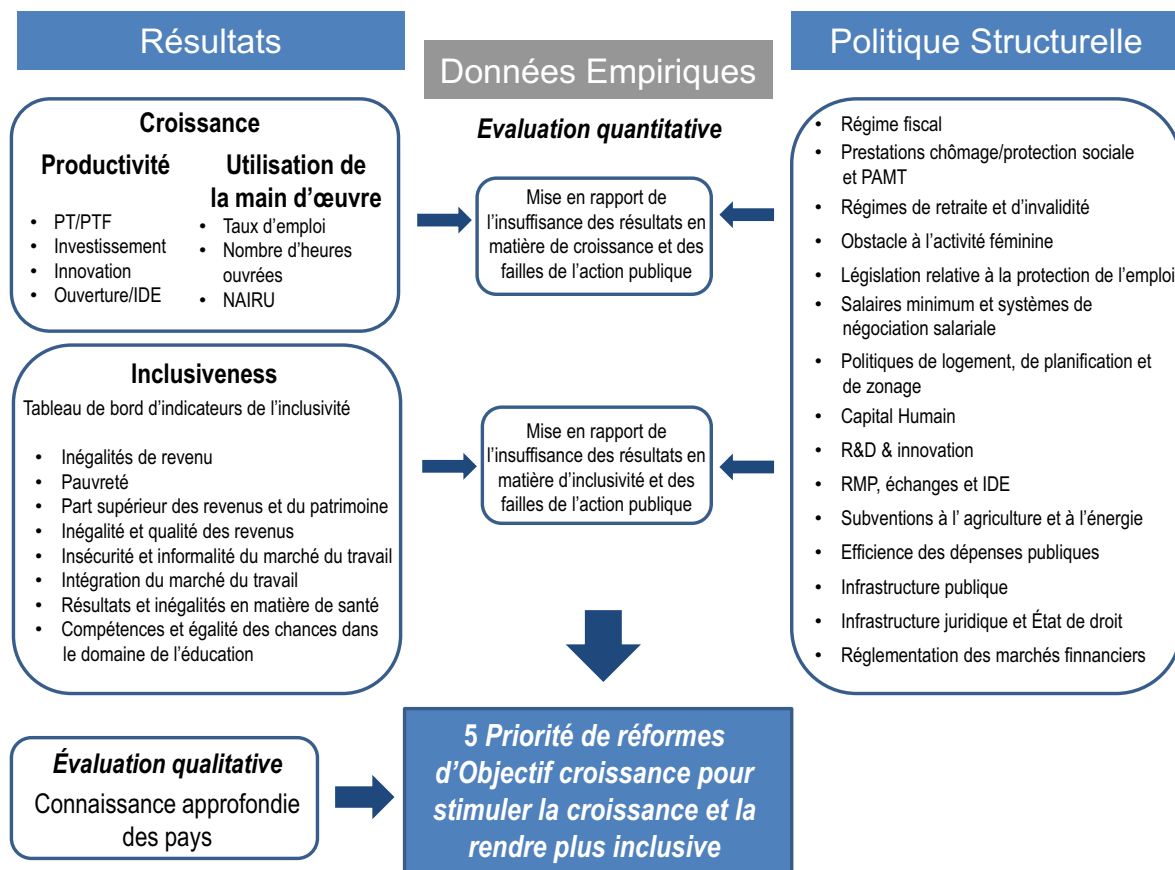 Résultats
Données Empiriques
Politique Structurelle
Croissance
Productivité
• PT/PTF
• Investissement
• Innovation
• Ouverture/IDE
Utilisation de
la main d’œuvre
• Taux d’emploi
• Nombre d’heures
ouvrées
• NAIRU
Inclusiveness
Tableau de bord d’indicateurs de l’inclusivité
• Inégalités de revenu
• Pauvreté
• Part supérieur des revenus et du patrimoine
• Inégalité et qualité des revenus
• Insécurité et informalité du marché du travail
• Intégration du marché du travail
• Résultats et inégalités en matière de santé
• Compétences et égalité des chances dans
le domaine de l’éducation
Evaluation quantitative
Mise en rapport de
l’insuffisance des résultats en
matière de croissance et des
failles de l’action publique
Mise en rapport de
l’insuffisance des résultats en
matière d’inclusivité et des
failles de l’action publique
• Régime fiscal
• Prestations chômage/protection sociale
et PAMT
• Régimes de retraite et d’invalidité
• Obstacle à l’activité féminine
• Législation relative à la protection de l’emploi
• Salaires minimum et systèmes de
négociation salariale
• Politiques de logement, de planification et
de zonage
• Capital Humain
• R&D & innovation
• RMP, échanges et IDE
• Subventions à l’ agriculture et à l’énergie
• Efficience des dépenses publiques
• Infrastructure publique
• Infrastructure juridique et État de droit
• Réglementation des marchés finnanciers
Évaluation qualitative
Connaissance approfondie
des pays
5 Priorité de réformes
d’Objectif croissance pour
stimuler la croissance et la
rendre plus inclusive